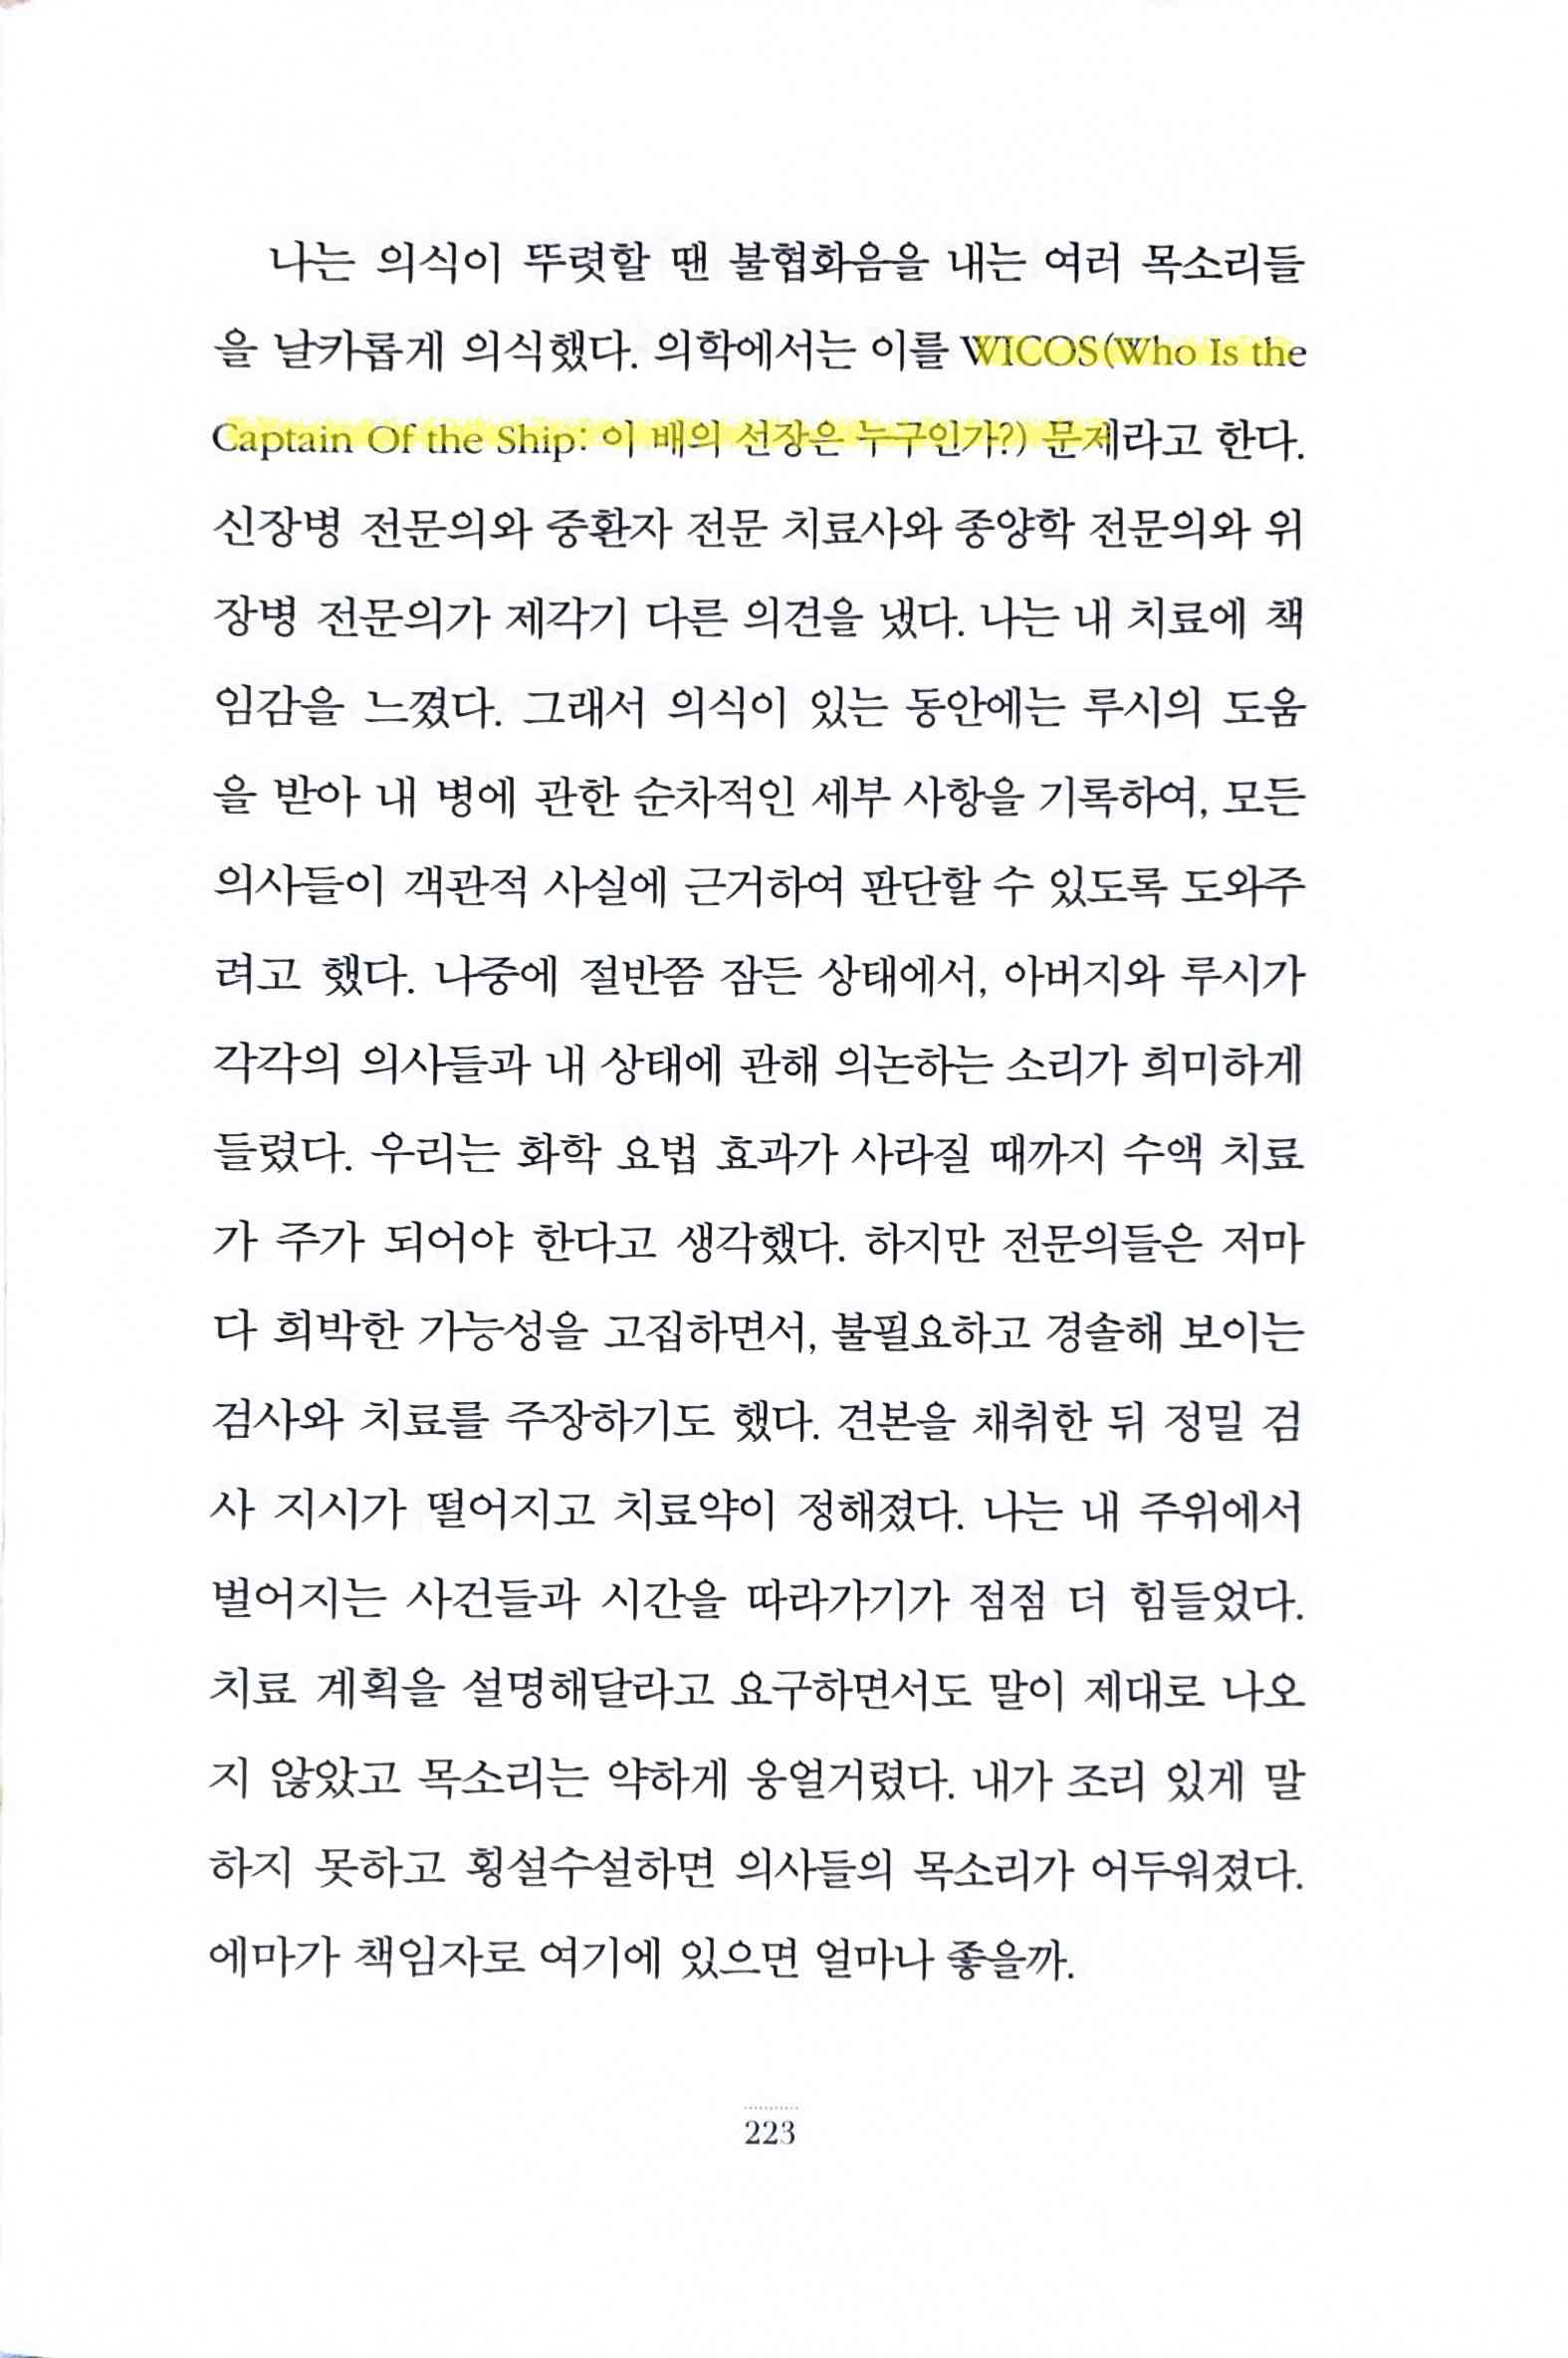 나는 의식이 뚜렷할 땐 불협화음을 내는 여러 목소리들
을 날카롭게 의식했다. 의학에서는 이를 WICOS(Who Is the
Captain Of the Ship: 이 배의 선장은 누구인가?) 문제라고 한다.
신장병 전문의와 중환자 전문 치료사와 종양학 전문의와 위
장병 전문의가 제각기 다른 의견을 냈다. 나는 내 치료에 책
임감을 느꼈다. 그래서 의식이 있는 동안에는 루시의 도움
을 받아 내 병에 관한 순차적인 세부 사항을 기록하여, 모든
의사들이 객관적 사실에 근거하여 판단할 수 있도록 도와주
려고 했다. 나중에 절반쯤 잠든 상태에서, 아버지와 루시가
각각의 의사들과 내 상태에 관해 의논하는 소리가 희미하게
들렸다. 우리는 화학 요법 효과가 사라질 때까지 수액 치료
가 주가 되어야 한다고 생각했다. 하지만 전문의들은 저마
다 희박한 가능성을 고집하면서, 불필요하고 경솔해 보이는
검사와 치료를 주장하기도 했다. 견본을 채취한 뒤 정밀 검
사 지시가 떨어지고 치료약이 정해졌다. 나는 내 주위에서
벌어지는 사건들과 시간을 따라가기가 점점 더 힘들었다.
치료 계획을 설명해달라고 요구하면서도 말이 제대로 나오
지 않았고 목소리는 약하게 웅얼거렸다. 내가 조리 있게 말
하지 못하고 횡설수설하면 의사들의 목소리가 어두워졌다.
에마가 책임자로 여기에 있으면 얼마나 좋을까.
223